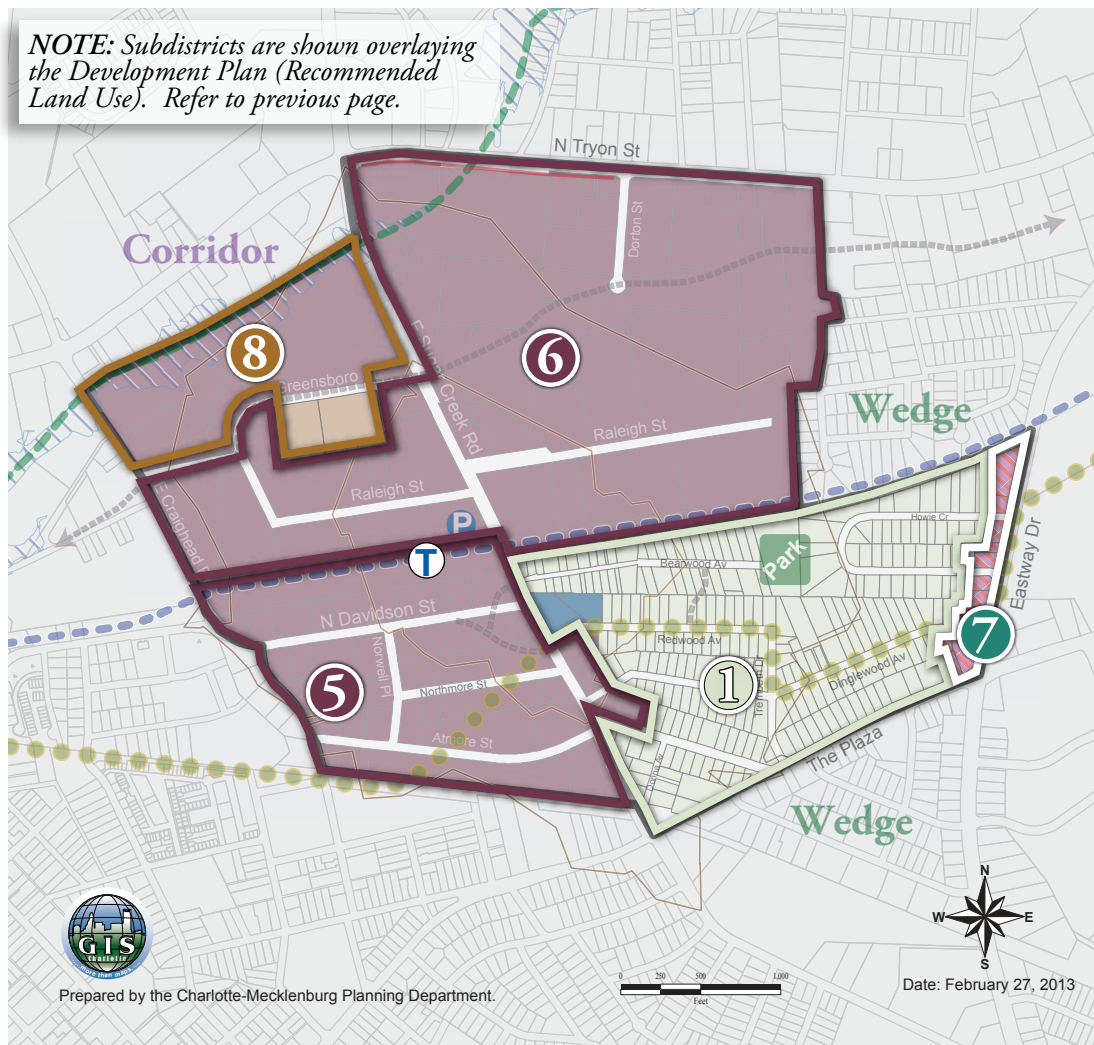 NOTE: Subdistricts are shown overlaying
the Development Plan (Recommended
Land Use). Refer to previous page.
N Tryon St
Dorton St
Corridor
8
6
Greensboro
Creek Rd
Wedge
Raleigh St
Raleigh St
E Craighead
P
T
Howie Cr
Bearwood Av
Park
Eastway Dr
N Davidson St
Redwood Av
7
Norwell Pl
Northmore St
5
1
Dinglewood Av
Atmore St
The Plaza
Wedge
N
W
E
S
GIS
Charlotte
...more than maps
0 250 500 1,000
Feet
Prepared by the Charlotte-Mecklenburg Planning Department.
Date: February 27, 2013